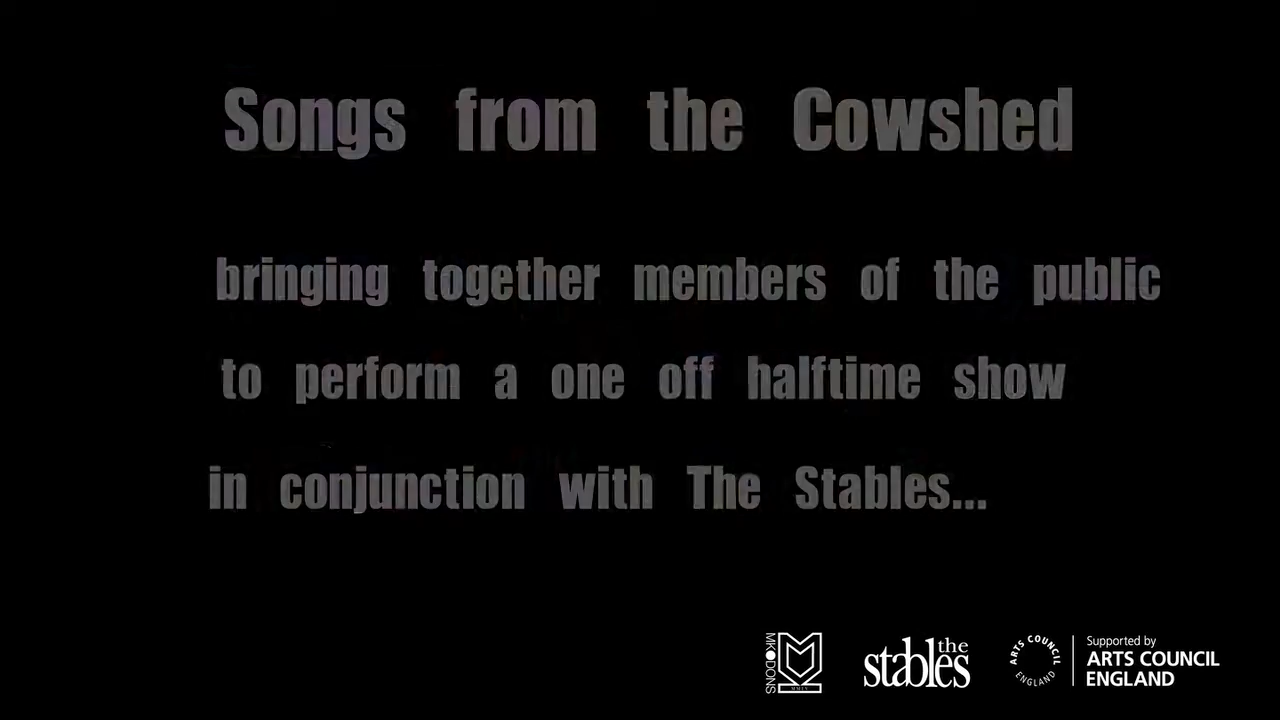 Songs from the Cowshed
bringing together members of the public
to perform a one off halftime show
in conjunction with The Stables...
MK DONS
MMIV
the stables
ARTS COUNCIL ENGLAND
Supported by
ARTS COUNCIL
ENGLAND